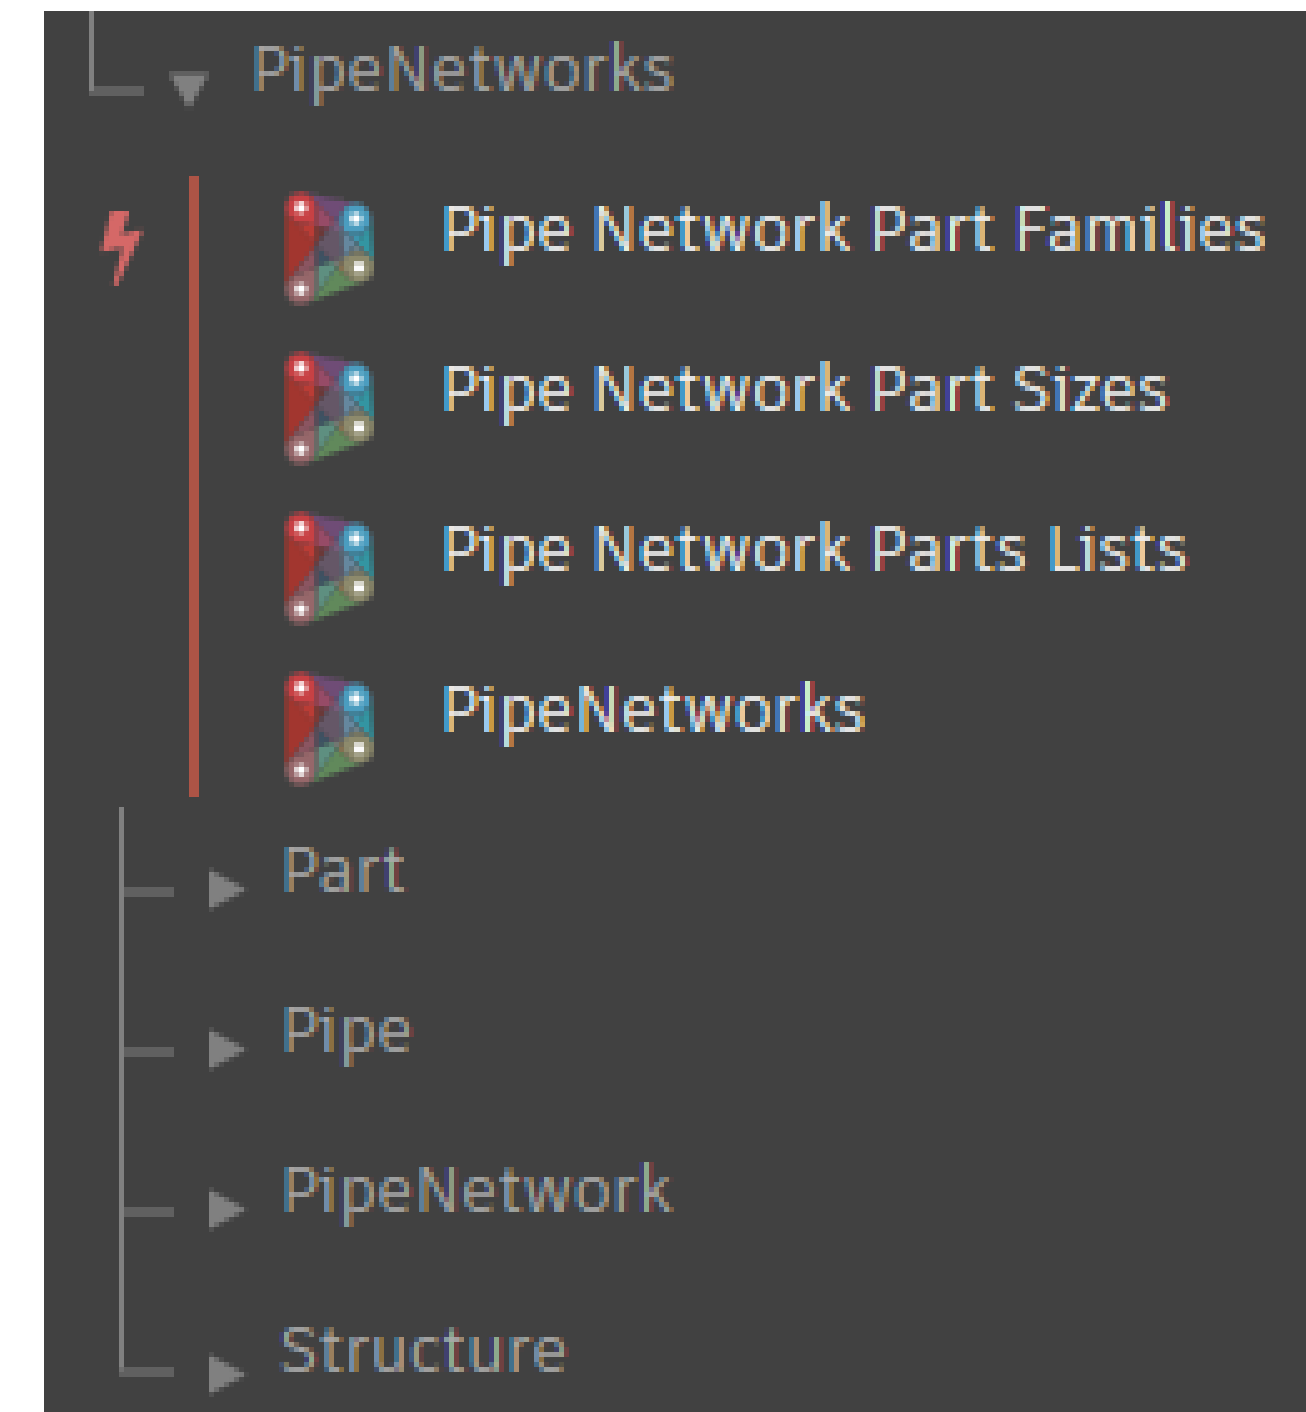 PipeNetworks
Pipe Network Part Families
Pipe Network Part Sizes
Pipe Network Parts Lists
PipeNetworks
Part
Pipe
PipeNetwork
Structure